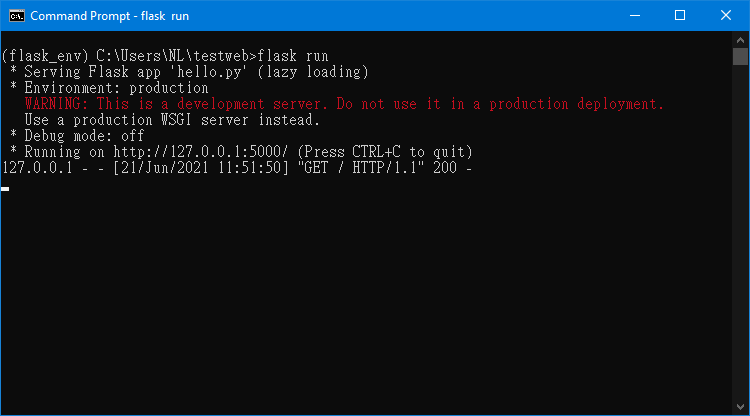 Command Prompt - flask  run
(flask_env) C:\Users\NL\testweb>flask run
 * Serving Flask app 'hello.py' (lazy loading)
 * Environment: production
   WARNING: This is a development server. Do not use it in a production deployment.
   Use a production WSGI server instead.
 * Debug mode: off
 * Running on http://127.0.0.1:5000/ (Press CTRL+C to quit)
127.0.0.1 - - [21/Jun/2021 11:51:50] "GET / HTTP/1.1" 200 -